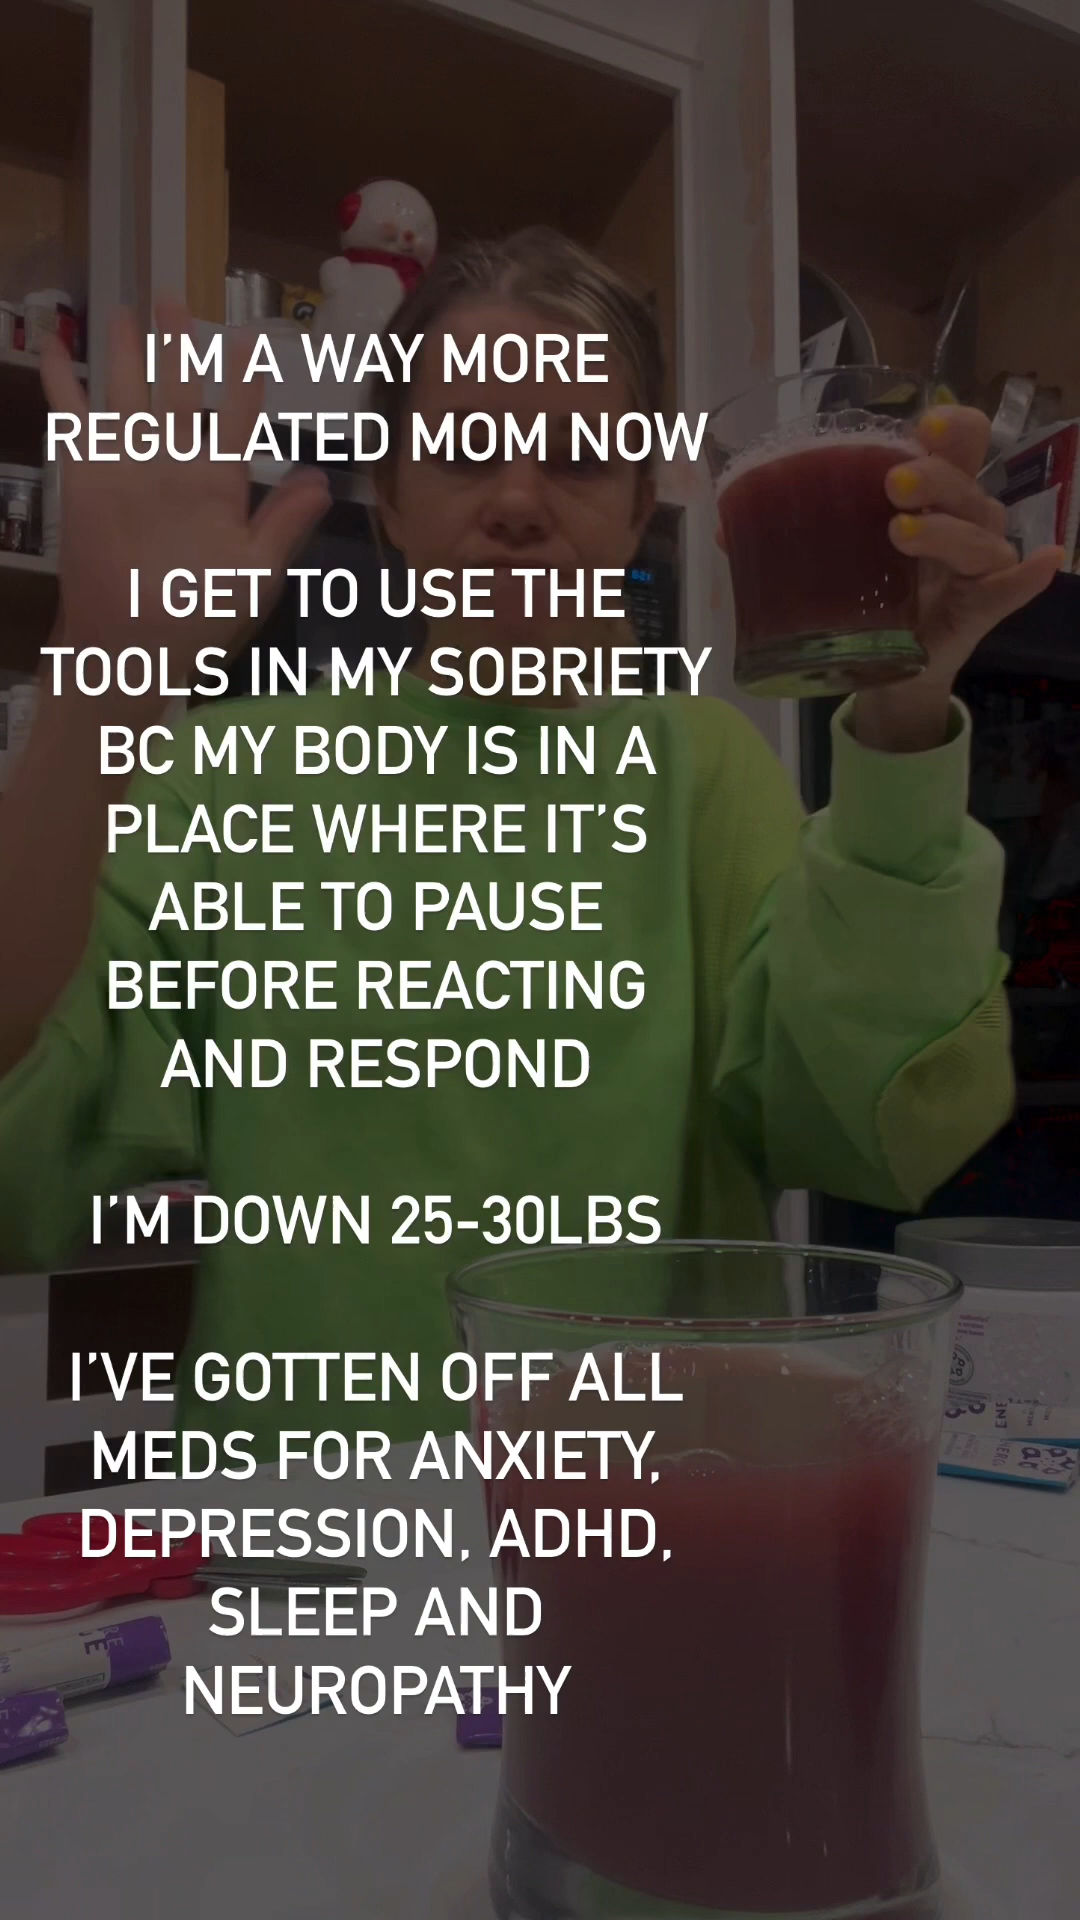 I'M A WAY MORE
REGULATED MOM NOW
I GET TO USE THE
TOOLS IN MY SOBRIETY
BC MY BODY IS IN A
PLACE WHERE IT'S
ABLE TO PAUSE
BEFORE REACTING
AND RESPOND
I'M DOWN 25-30LBS
I'VE GOTTEN OFF ALL
MEDS FOR ANXIETY,
DEPRESSION, ADHD,
SLEEP AND
NEUROPATHY